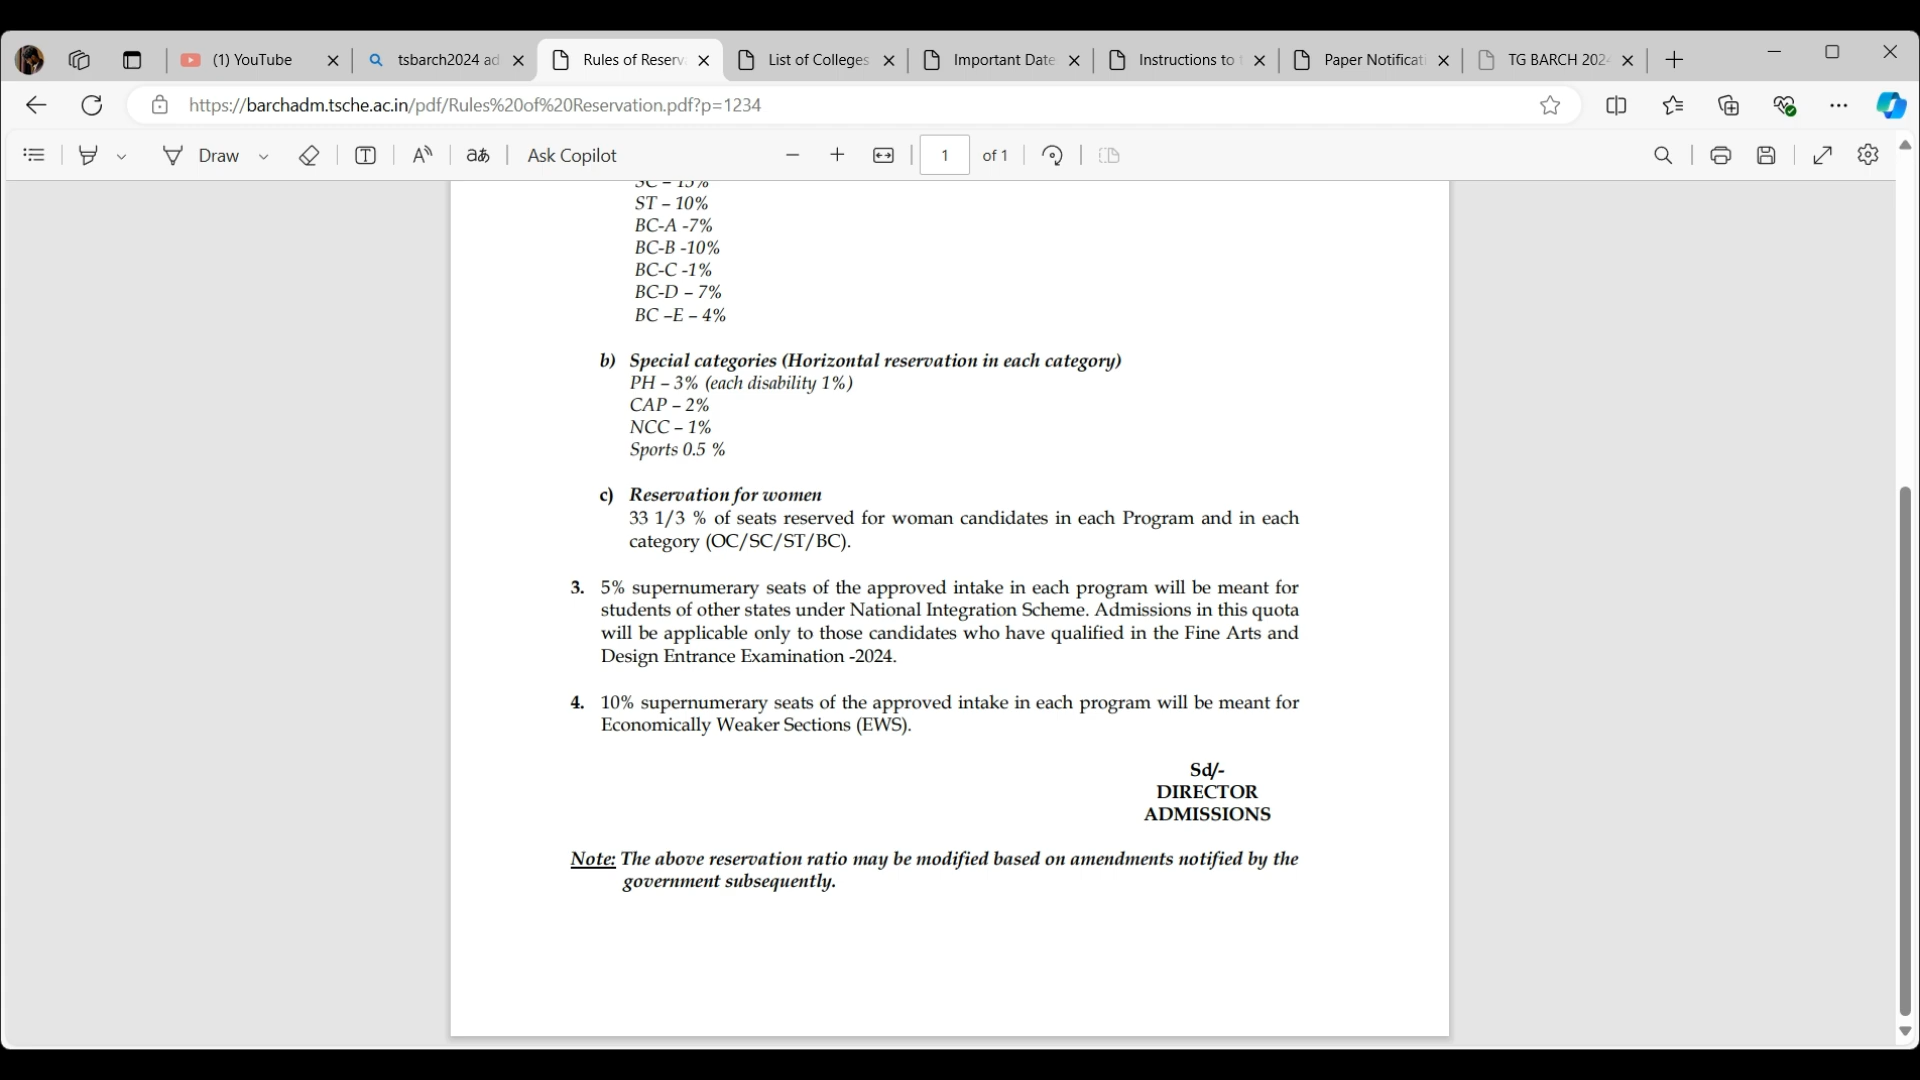 (1) YouTube
tsbarch2024 ad
Rules of Reserv
List of Colleges
Important Date
Instructions to
Paper Notificat
TG BARCH 202
https://barchadm.tsche.ac.in/pdf/Rules%20of%20Reservation.pdf?p=1234
Draw
Ask Copilot
1 of 1
SC – 15%
ST – 10%
BC-A -7%
BC-B -10%
BC-C -1%
BC-D – 7%
BC –E – 4%
b) Special categories (Horizontal reservation in each category)
PH – 3% (each disability 1%)
CAP – 2%
NCC – 1%
Sports 0.5 %
c) Reservation for women
33 1/3 % of seats reserved for woman candidates in each Program and in each
category (OC/SC/ST/BC).
3. 5% supernumerary seats of the approved intake in each program will be meant for
students of other states under National Integration Scheme. Admissions in this quota
will be applicable only to those candidates who have qualified in the Fine Arts and
Design Entrance Examination -2024.
4. 10% supernumerary seats of the approved intake in each program will be meant for
Economically Weaker Sections (EWS).
Sd/-
DIRECTOR
ADMISSIONS
Note: The above reservation ratio may be modified based on amendments notified by the
government subsequently.